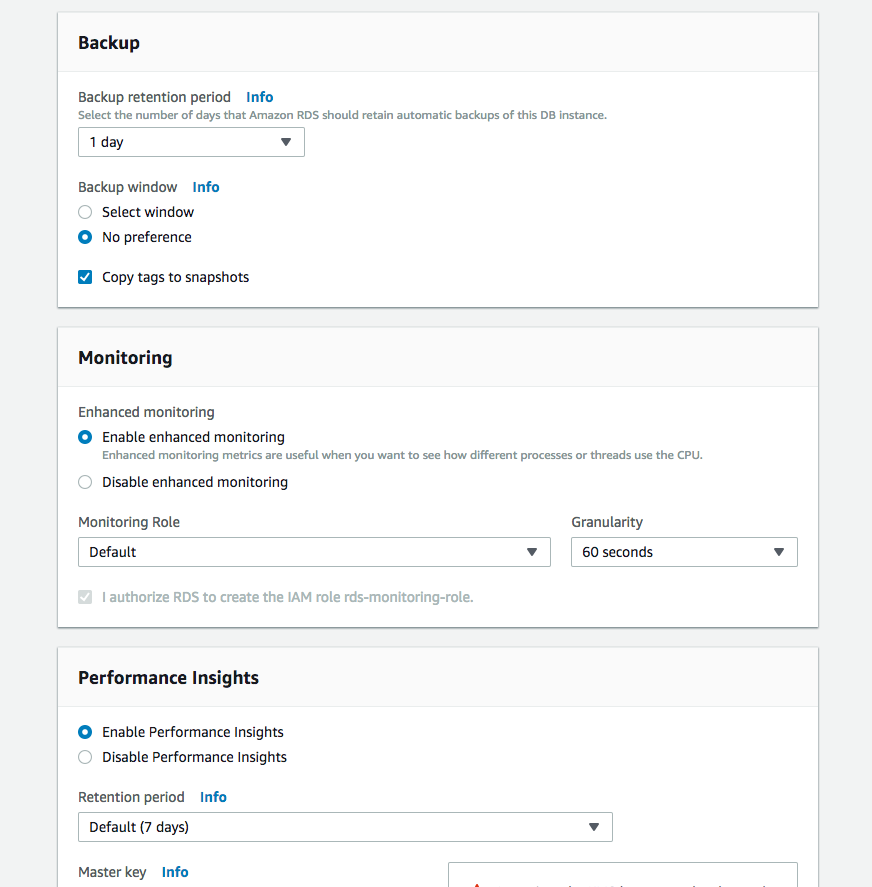 Backup
Backup retention period Info
Select the number of days that Amazon RDS should retain automatic backups of this DB instance.
1 day
Backup window Info
Select window
No preference
Copy tags to snapshots
Monitoring
Enhanced monitoring
Enable enhanced monitoring
Enhanced monitoring metrics are useful when you want to see how different processes or threads use the CPU.
Disable enhanced monitoring
Monitoring Role Granularity
Default 60 seconds
I authorize RDS to create the IAM role rds-monitoring-role.
Performance Insights
Enable Performance Insights
Disable Performance Insights
Retention period Info
Default (7 days)
Master key Info